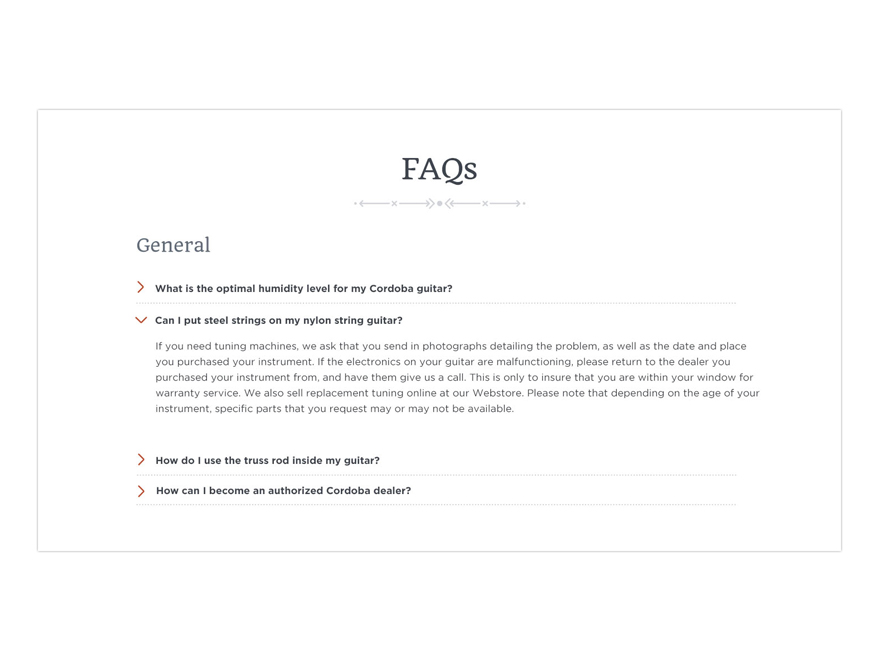 FAQs
General
What is the optimal humidity level for my Cordoba guitar?
Can I put steel strings on my nylon string guitar?
If you need tuning machines, we ask that you send in photographs detailing the problem, as well as the date and place
you purchased your instrument. If the electronics on your guitar are malfunctioning, please return to the dealer you
purchased your instrument from, and have them give us a call. This is only to insure that you are within your window for
warranty service. We also sell replacement tuning online at our Webstore. Please note that depending on the age of your
instrument, specific parts that you request may or may not be available.
How do I use the truss rod inside my guitar?
How can I become an authorized Cordoba dealer?